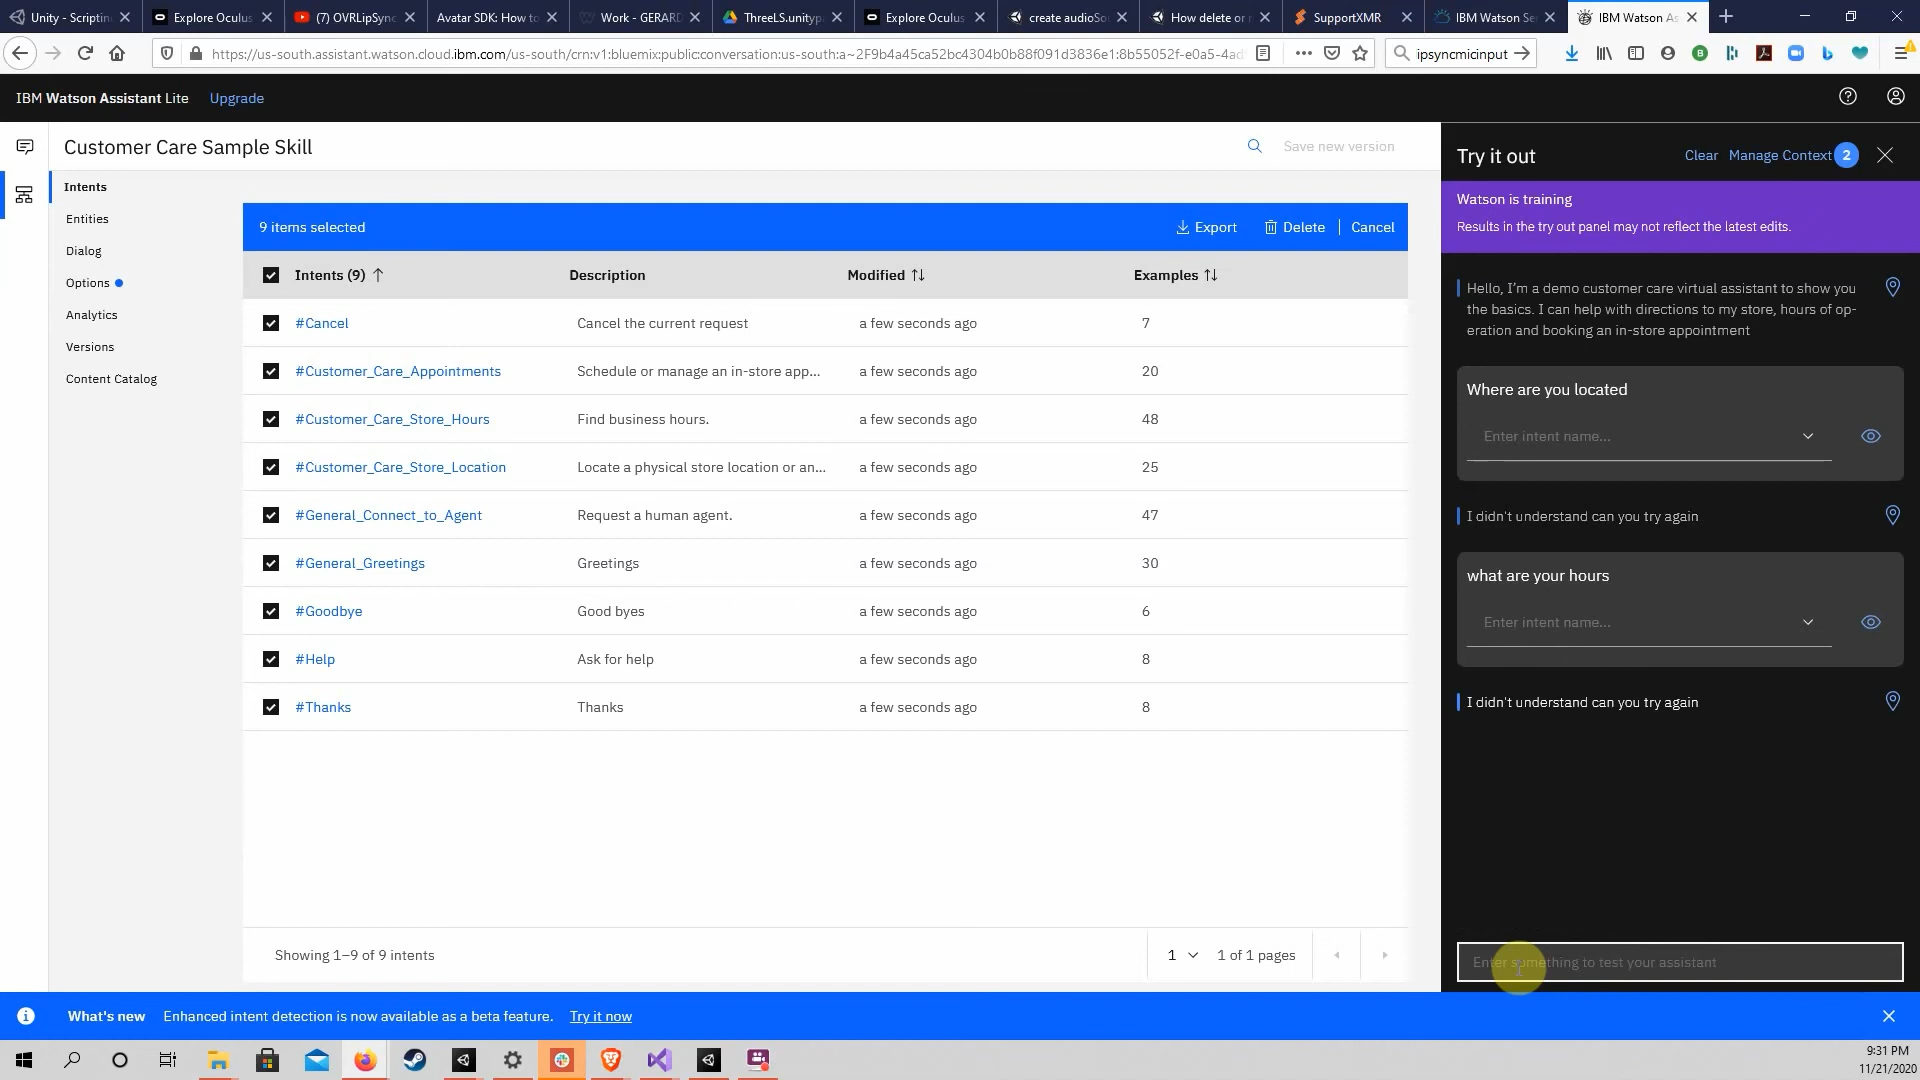 Unity - Scriptin
Explore Oculus
(7) OVRLipSync
Avatar SDK: How to
Work - GERARD
ThreeLS.unitypa
Explore Oculus
create audioSou
How delete or r
SupportXMR
IBM Watson Ser
IBM Watson As
https://us-south.assistant.watson.cloud.ibm.com/us-south/crn:v1:bluemix:public:conversation:us-south:a~2F9b4a45ca52bc4304b0b88f091d3836e1:8b55052f-e0a5-4ad
ipsyncmicinput
IBM Watson Assistant Lite
Upgrade
Customer Care Sample Skill
Save new version
Intents
Entities
Dialog
Options
Analytics
Versions
Content Catalog
9 items selected
Export
Delete
Cancel
Intents (9)
Description
Modified
Examples
#Cancel
Cancel the current request
a few seconds ago
7
#Customer_Care_Appointments
Schedule or manage an in-store app...
a few seconds ago
20
#Customer_Care_Store_Hours
Find business hours.
a few seconds ago
48
#Customer_Care_Store_Location
Locate a physical store location or an...
a few seconds ago
25
#General_Connect_to_Agent
Request a human agent.
a few seconds ago
47
#General_Greetings
Greetings
a few seconds ago
30
#Goodbye
Good byes
a few seconds ago
6
#Help
Ask for help
a few seconds ago
8
#Thanks
Thanks
a few seconds ago
8
Showing 1–9 of 9 intents
1
1 of 1 pages
Try it out
Clear
Manage Context
2
Watson is training
Results in the try out panel may not reflect the latest edits.
Hello, I'm a demo customer care virtual assistant to show you
the basics. I can help with directions to my store, hours of op-
eration and booking an in-store appointment
Where are you located
Enter intent name...
I didn't understand can you try again
what are your hours
Enter intent name...
I didn't understand can you try again
Enter something to test your assistant
What's new
Enhanced intent detection is now available as a beta feature.
Try it now
9:31 PM
11/21/2020